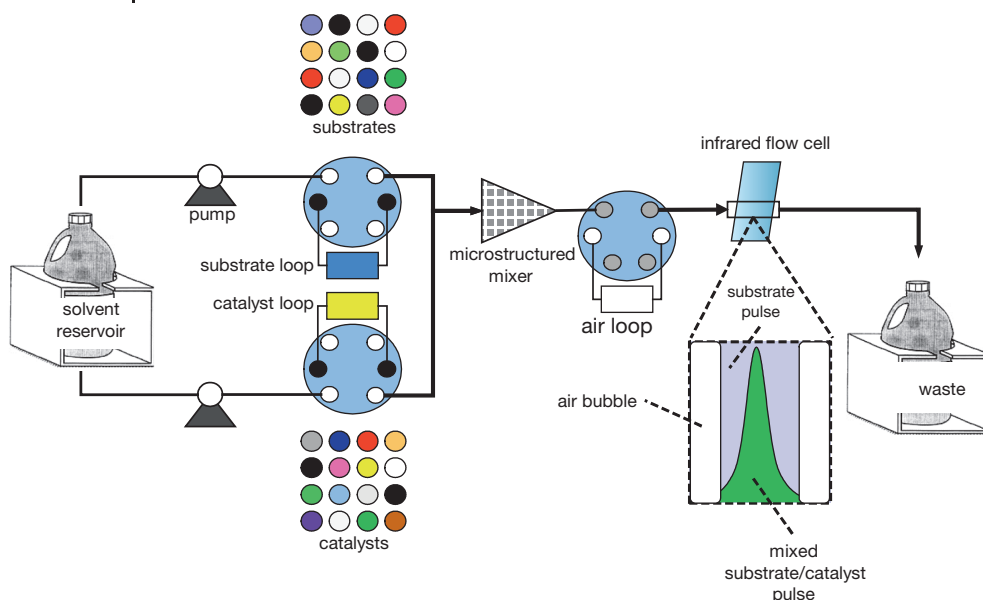 substrates
infrared flow cell
pump
substrate loop
microstructured
mixer
catalyst loop
solvent
reservoir
air loop
substrate
pulse
air bubble
waste
catalysts
mixed
substrate/catalyst
pulse